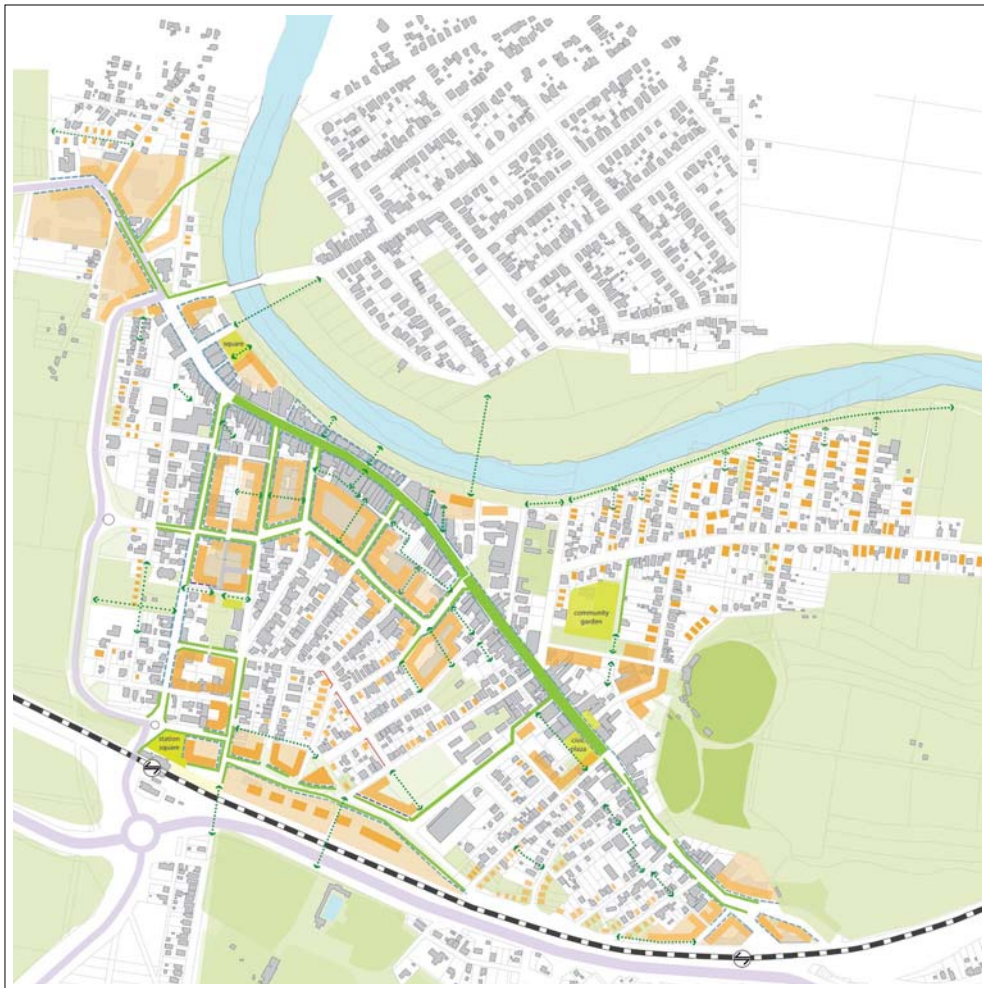 square
community
garden
civic
plaza
station
square